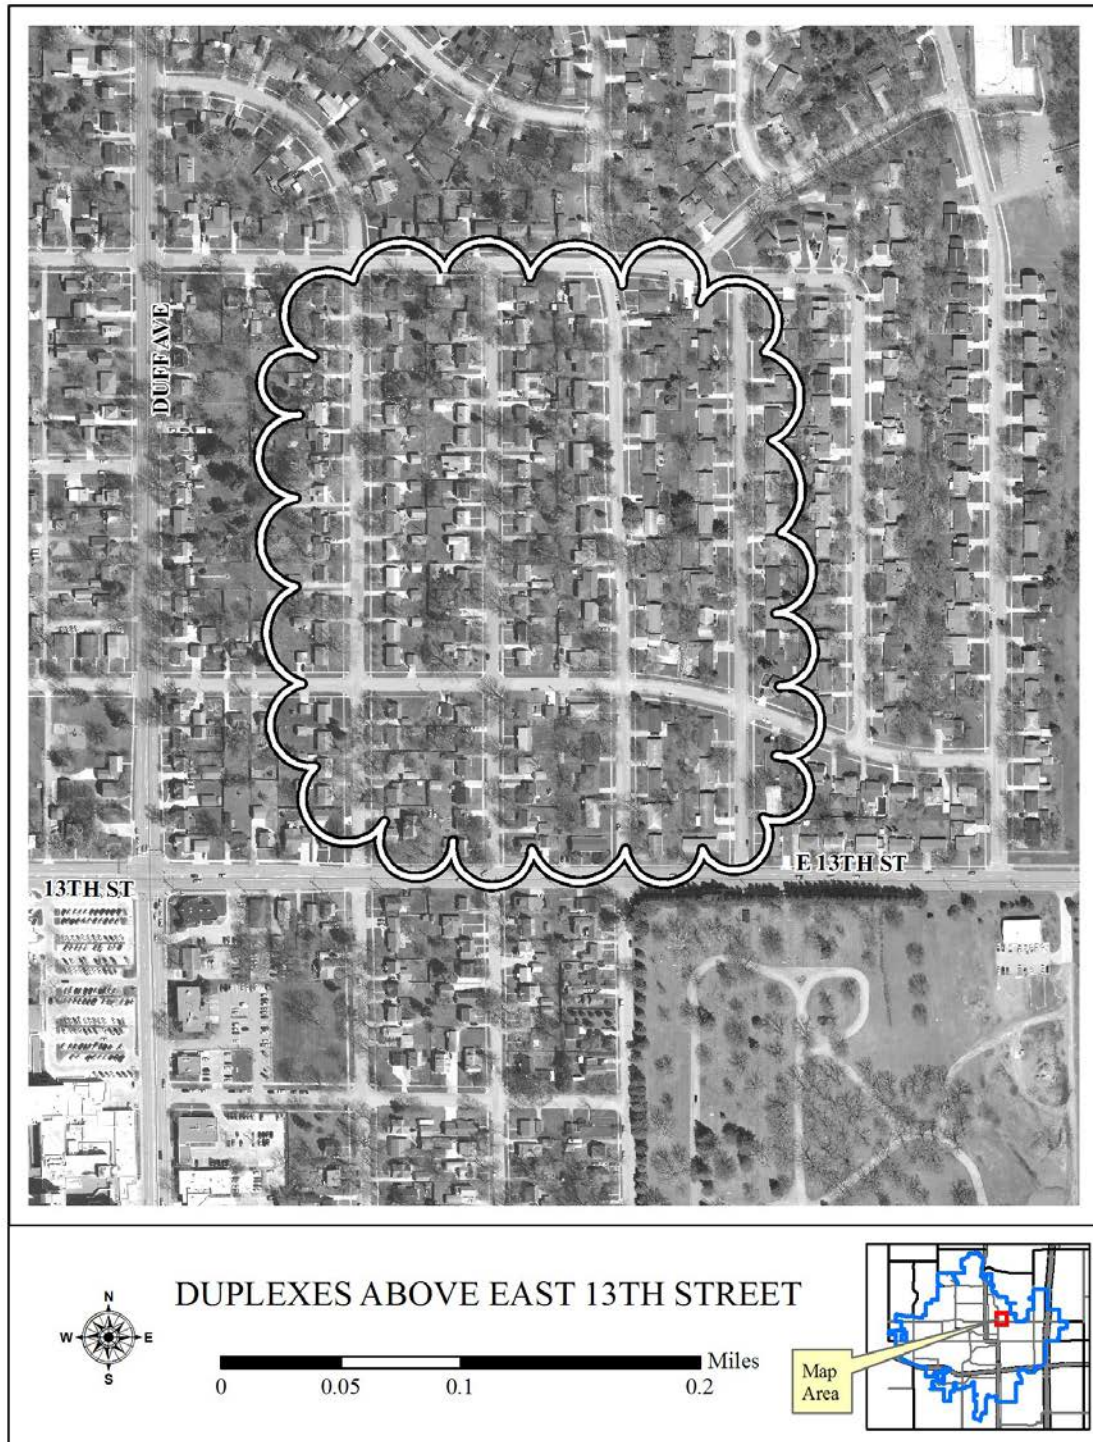 DUFF AVE
E 13TH ST
13TH ST
DUPLEXES ABOVE EAST 13TH STREET
N
W
E
S
Miles
0
0.05
0.1
0.2
Map
Area